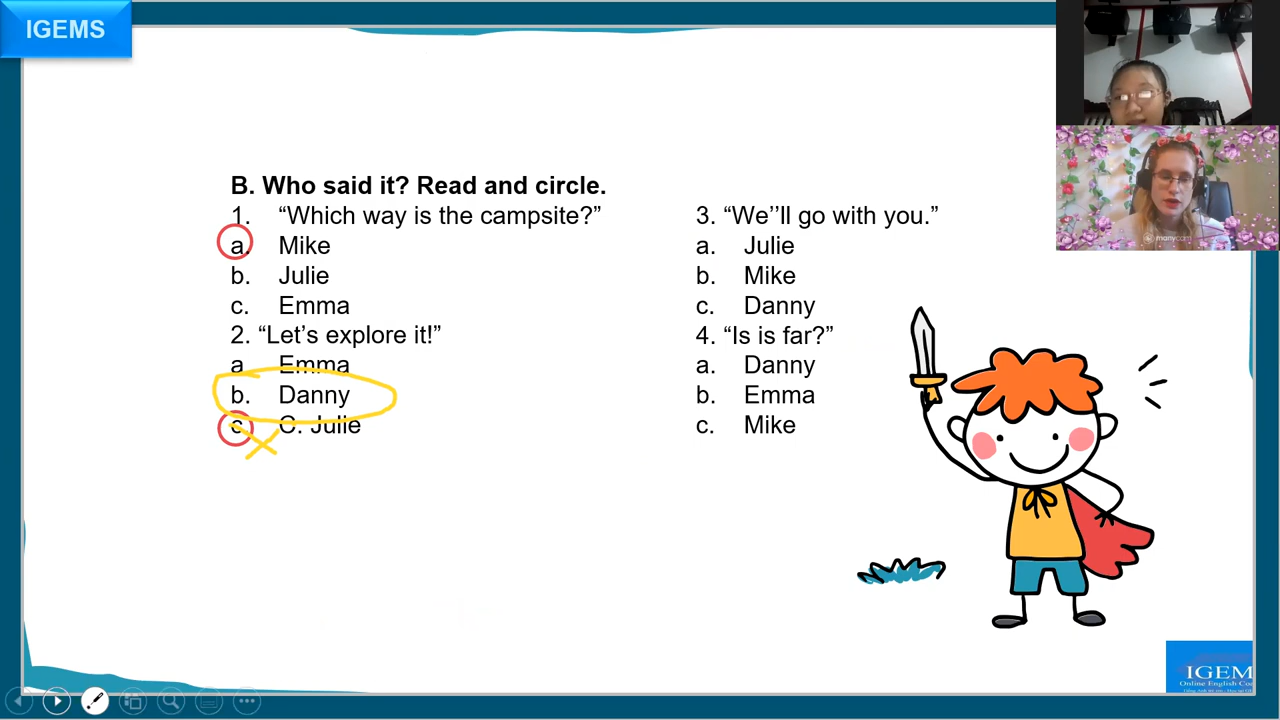 IGEMS
B. Who said it? Read and circle.
1. “Which way is the campsite?”
a. Mike
b. Julie
c. Emma
2. “Let’s explore it!”
a. Emma
b. Danny
c. C. Julie
3. “We’’ll go with you.”
a. Julie
b. Mike
c. Danny
4. “Is is far?”
a. Danny
b. Emma
c. Mike
manycam
IGEM
Online English Co